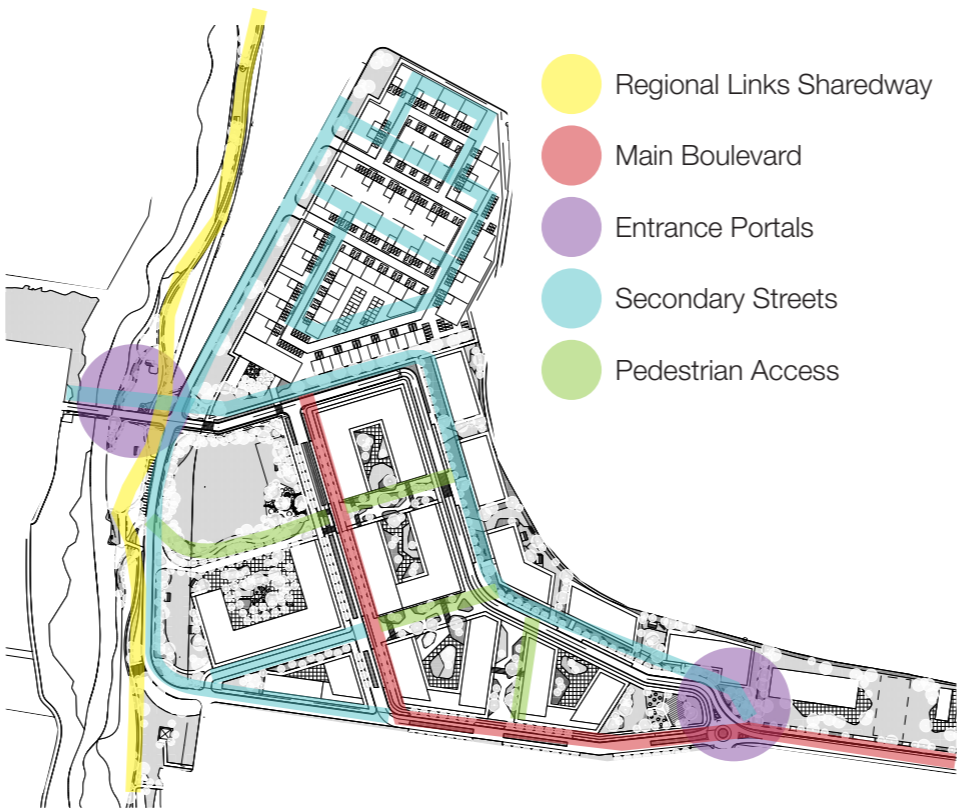 Regional Links Sharedway
Main Boulevard
Entrance Portals
Secondary Streets
Pedestrian Access